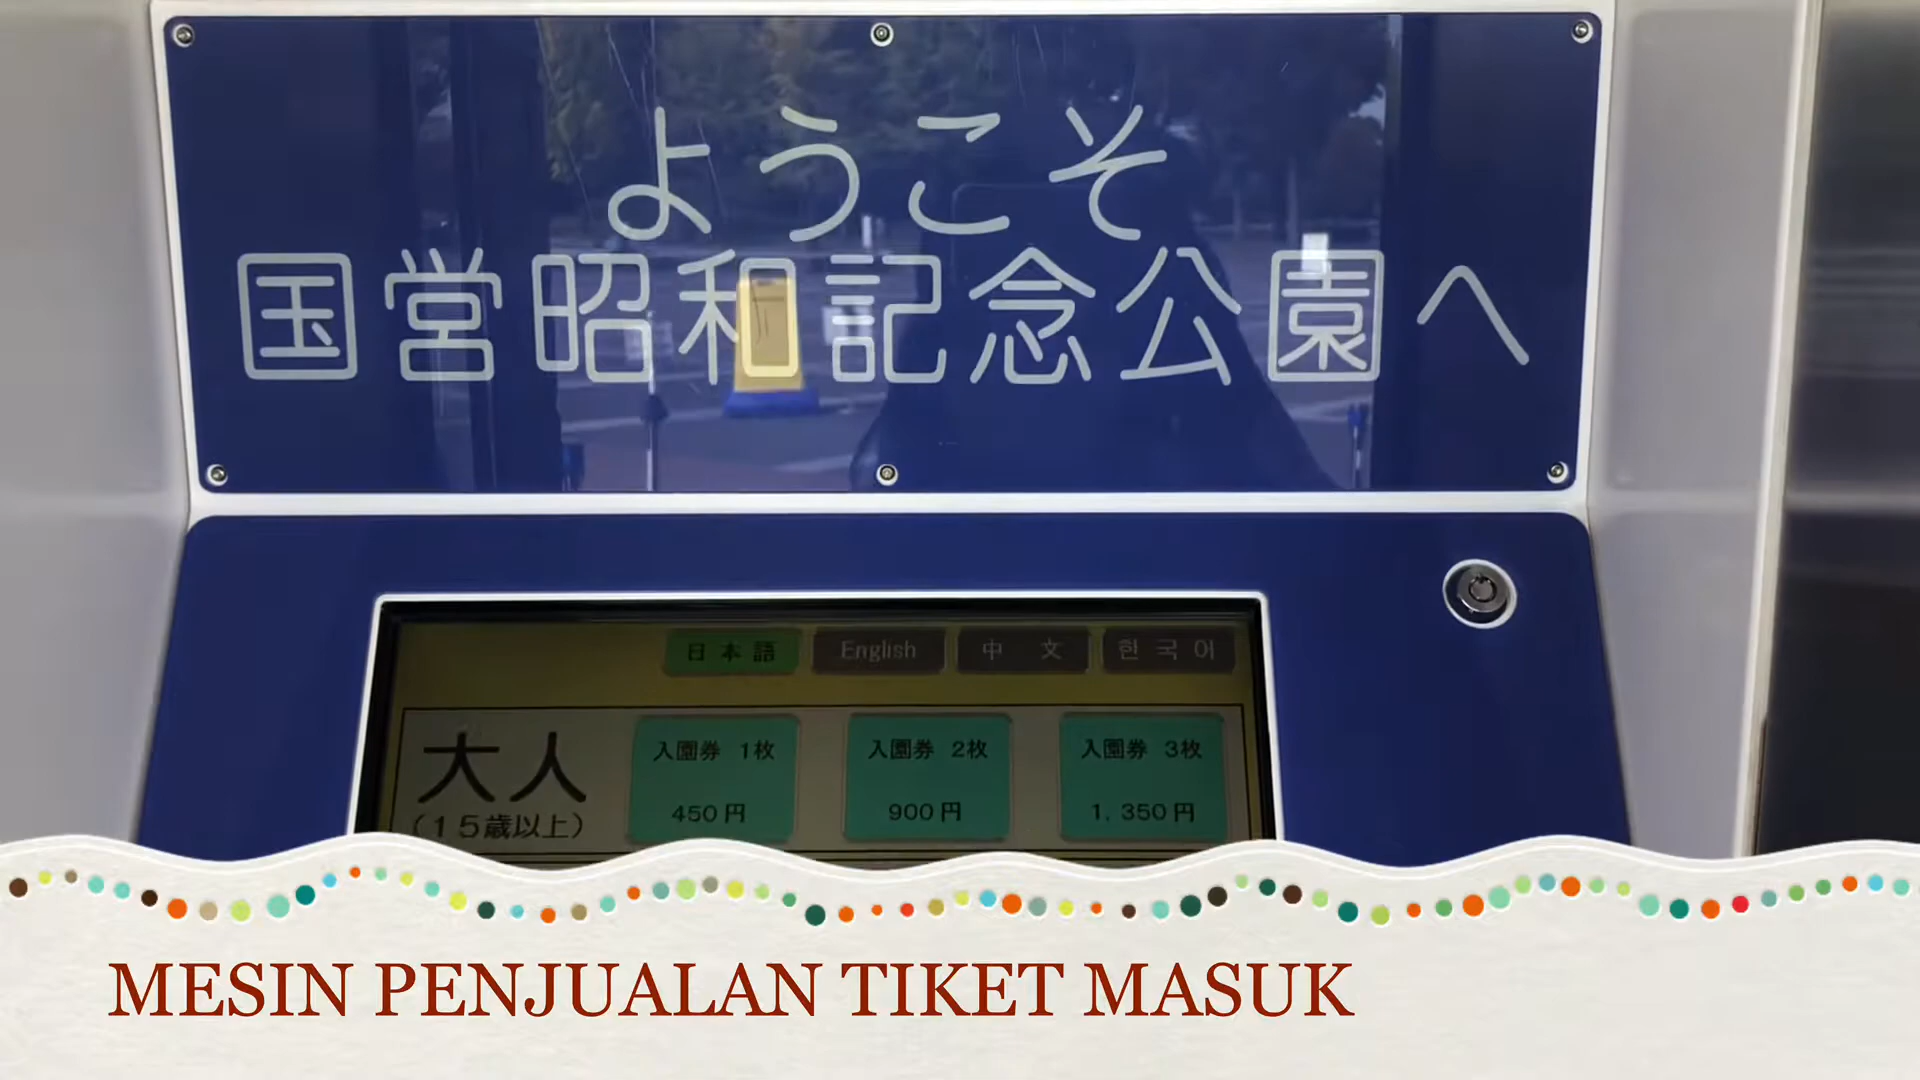 ようこそ
国営昭和記念公園へ
日本語 English 中文 한국어
大人
(15歳以上)
入園券 1枚
450円
入園券 2枚
900円
入園券 3枚
1,350円
MESIN PENJUALAN TIKET MASUK